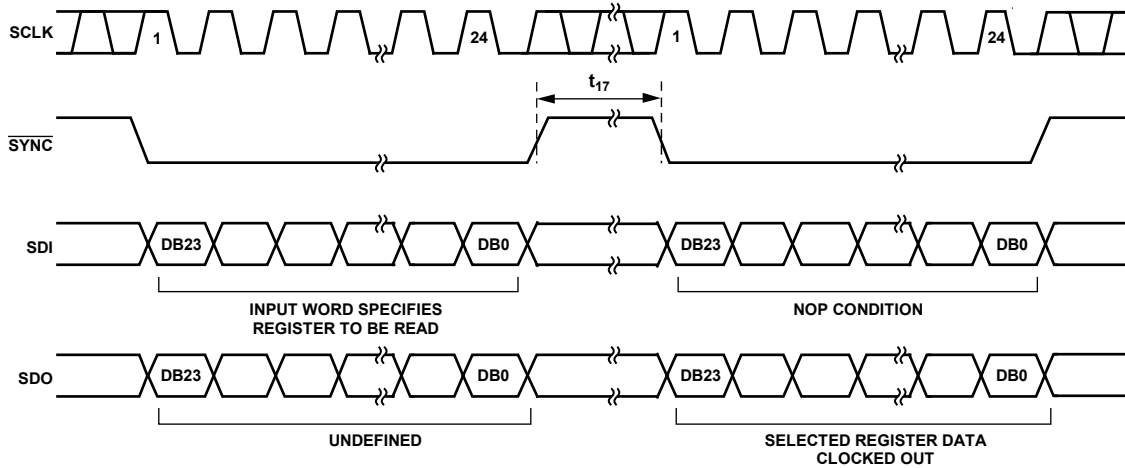 SCLK 1 24 1 24
t17
SYNC
SDI DB23 DB0 DB23 DB0
INPUT WORD SPECIFIES
REGISTER TO BE READ
NOP CONDITION
SDO DB23 DB0 DB23 DB0
UNDEFINED
SELECTED REGISTER DATA
CLOCKED OUT